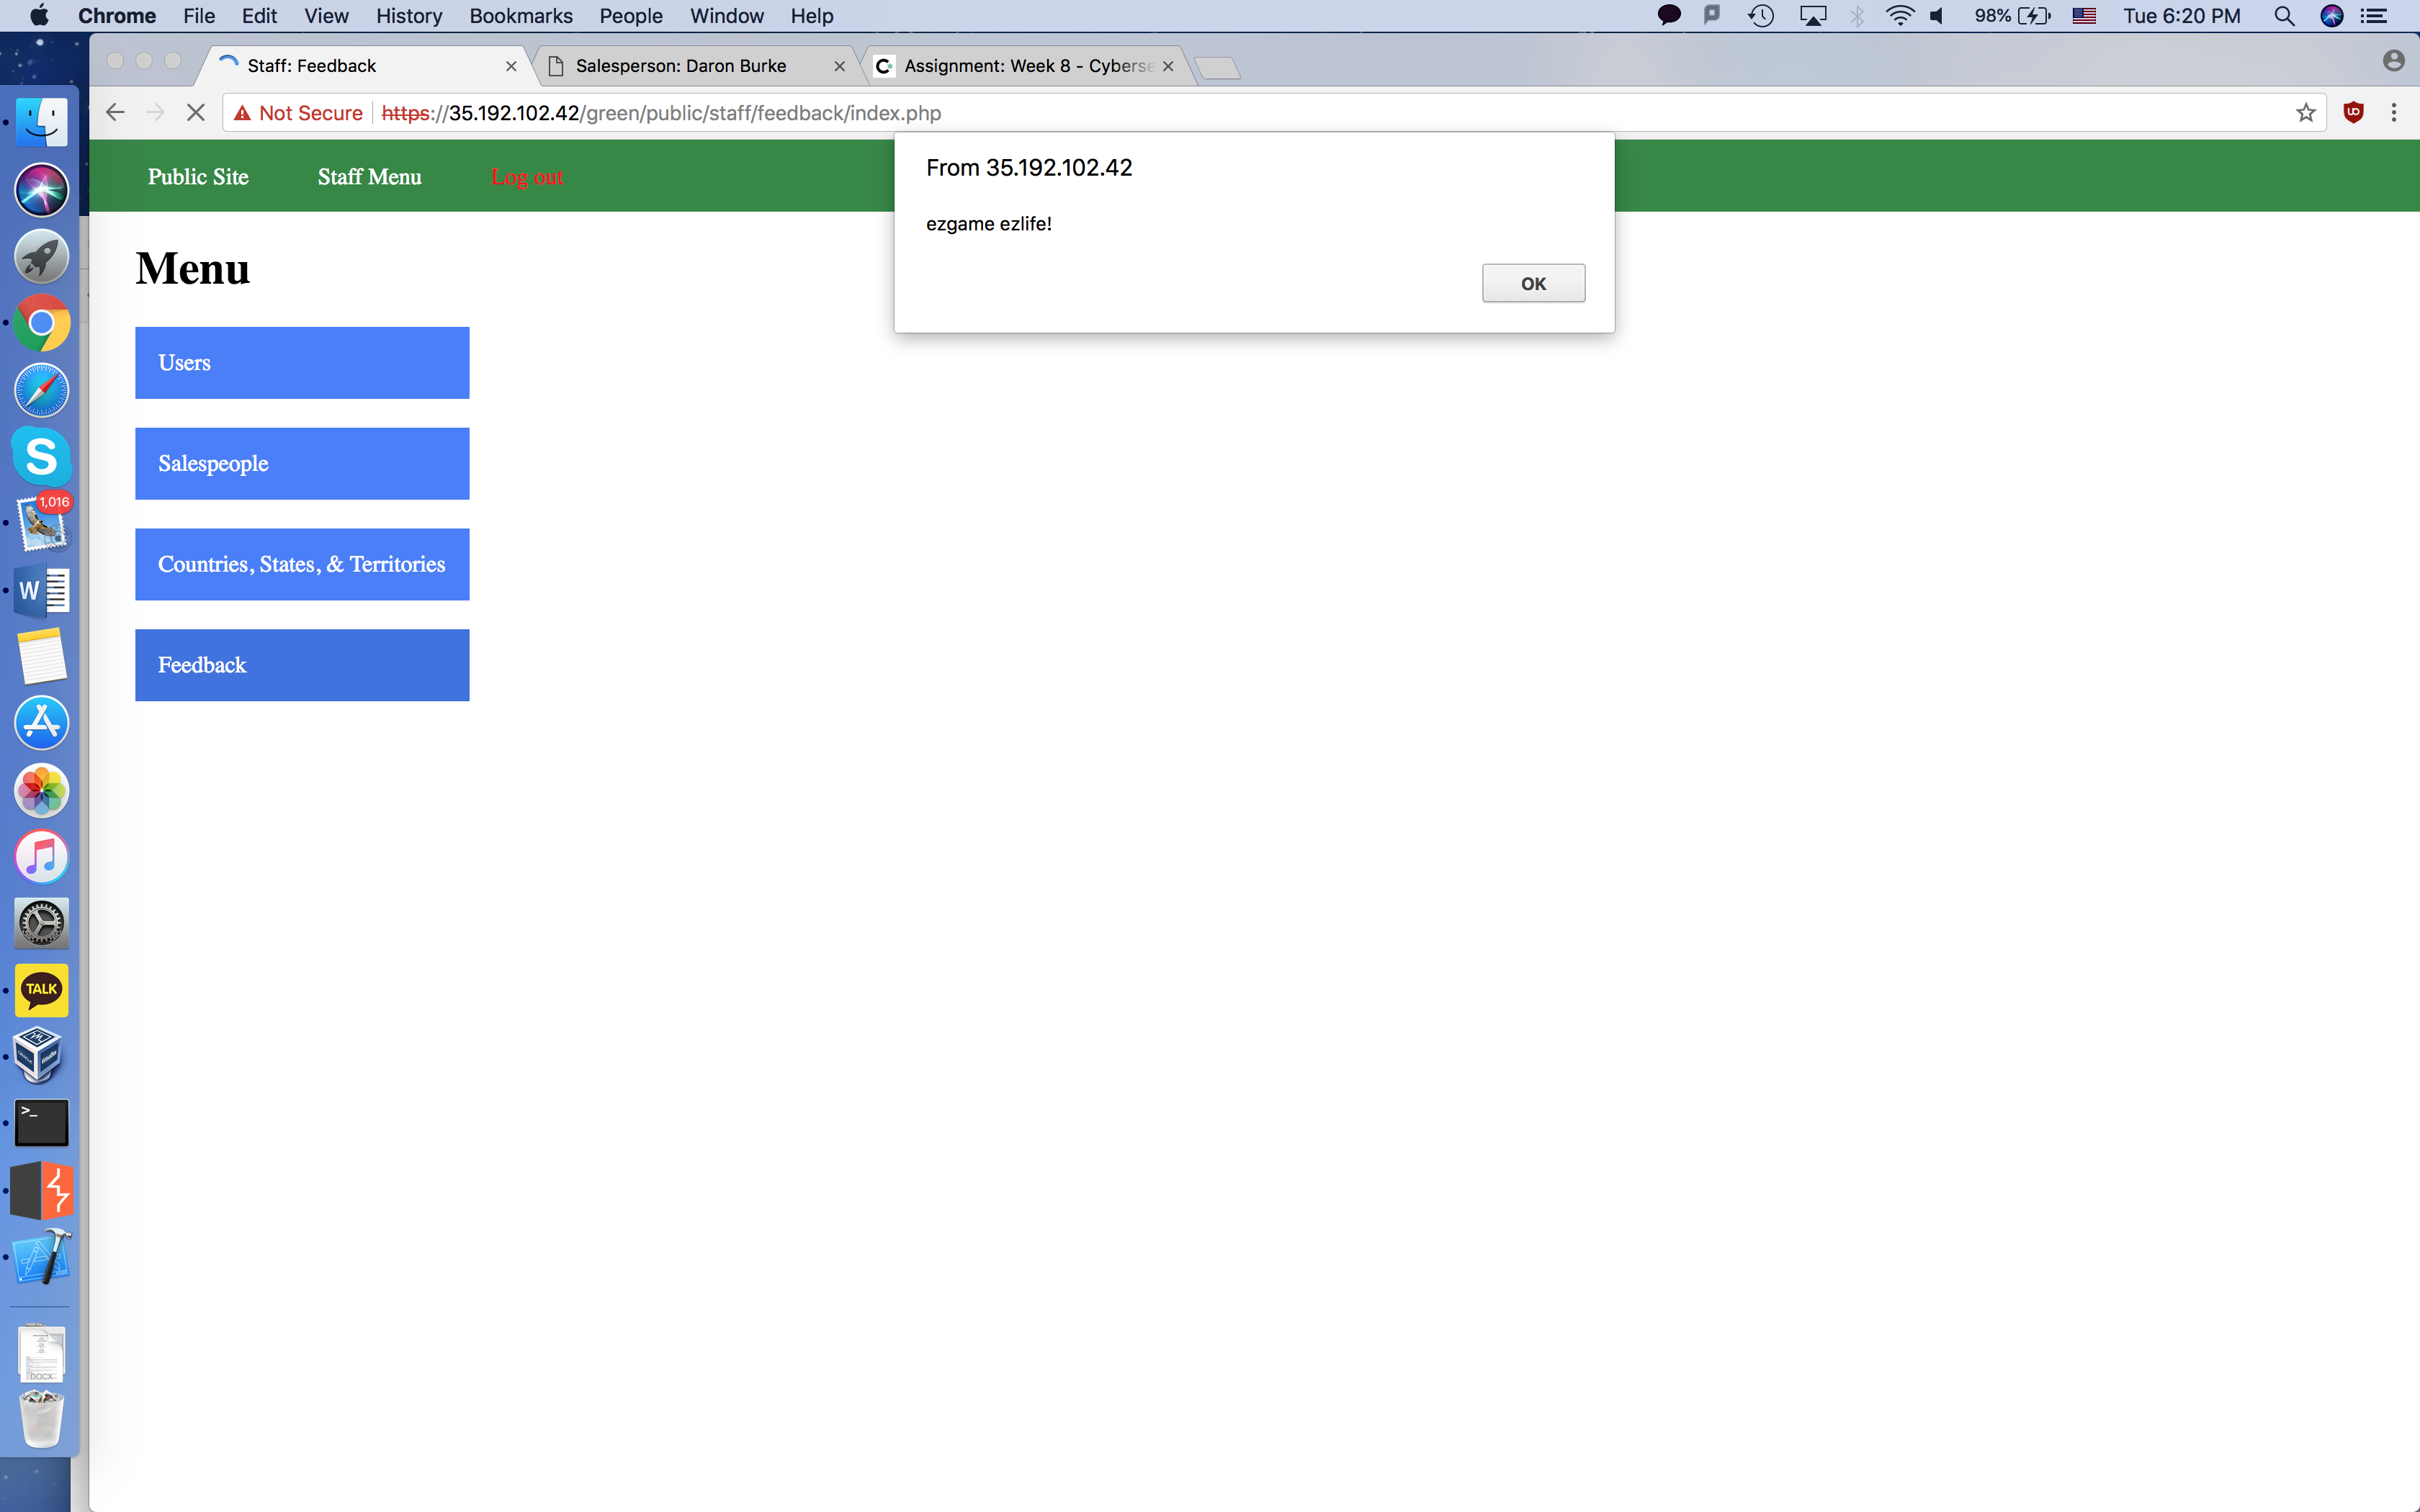 Chrome File Edit View History Bookmarks People Window Help 98% Tue 6:20 PM
Staff: Feedback Salesperson: Daron Burke Assignment: Week 8 - Cyberse
Not Secure https://35.192.102.42/green/public/staff/feedback/index.php
Public Site Staff Menu Log out
From 35.192.102.42
ezgame ezlife!
OK
Menu
Users
Salespeople
Countries, States, & Territories
Feedback
S
1,016
W
TALK
>_
DOCX